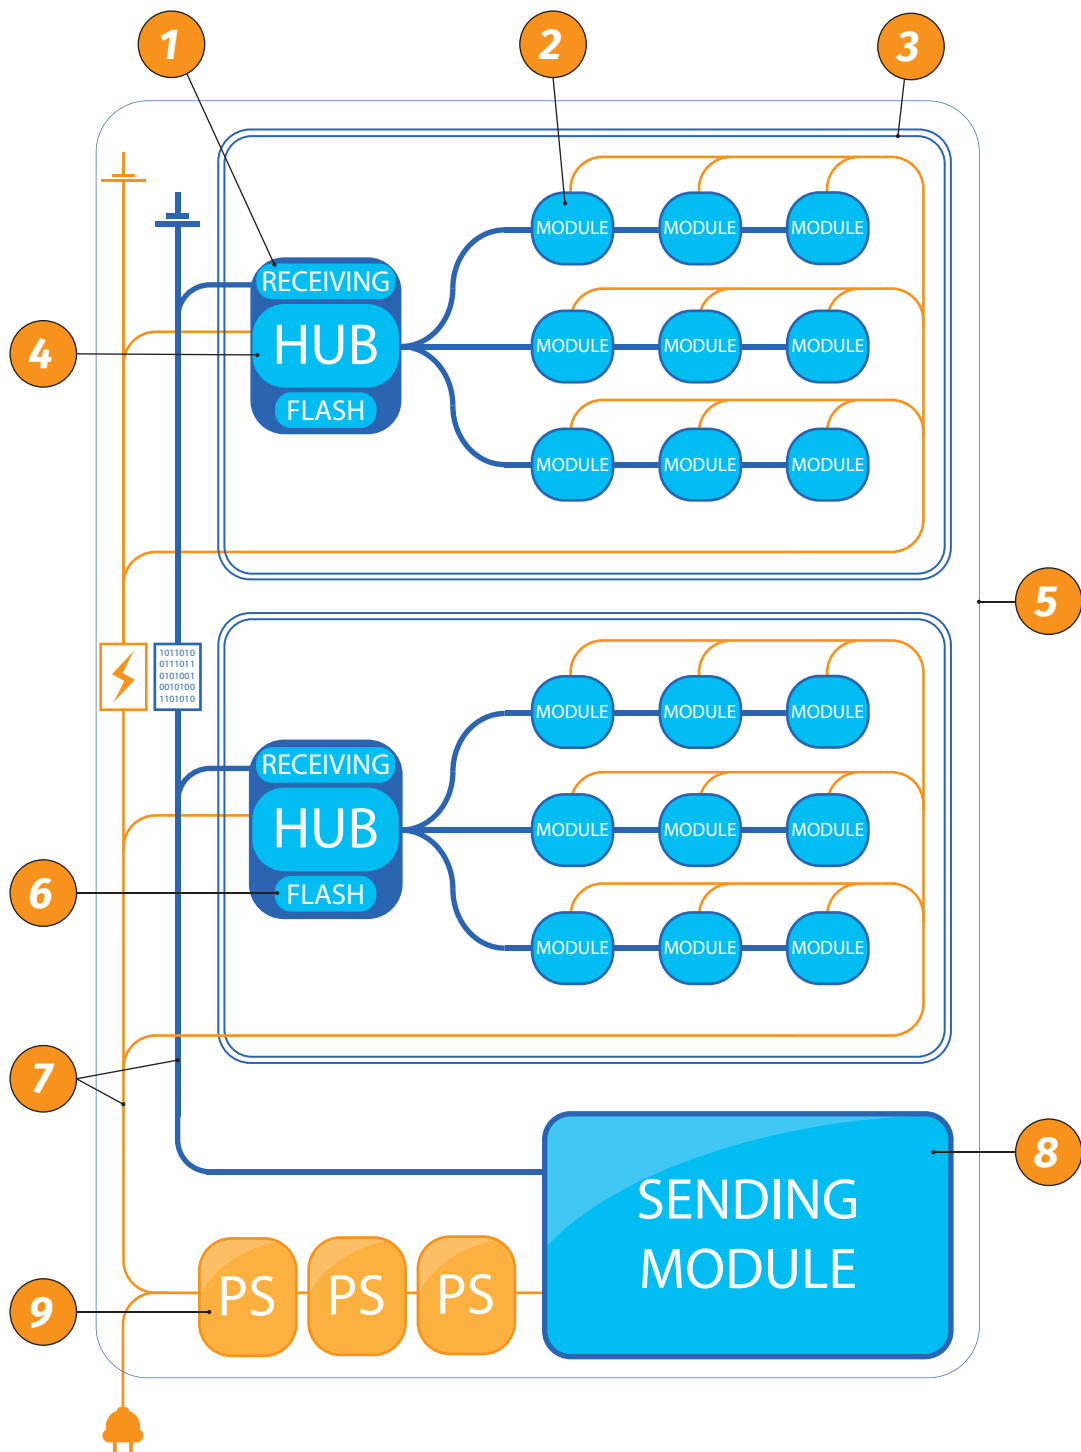 1
2
3
MODULE MODULE MODULE
RECEIVING
HUB
FLASH
4
MODULE MODULE MODULE
MODULE MODULE MODULE
5
1011010
0111011
0101001
0010100
1101010
MODULE MODULE MODULE
RECEIVING
HUB
FLASH
6
MODULE MODULE MODULE
MODULE MODULE MODULE
7
8
SENDING
MODULE
PS PS PS
9